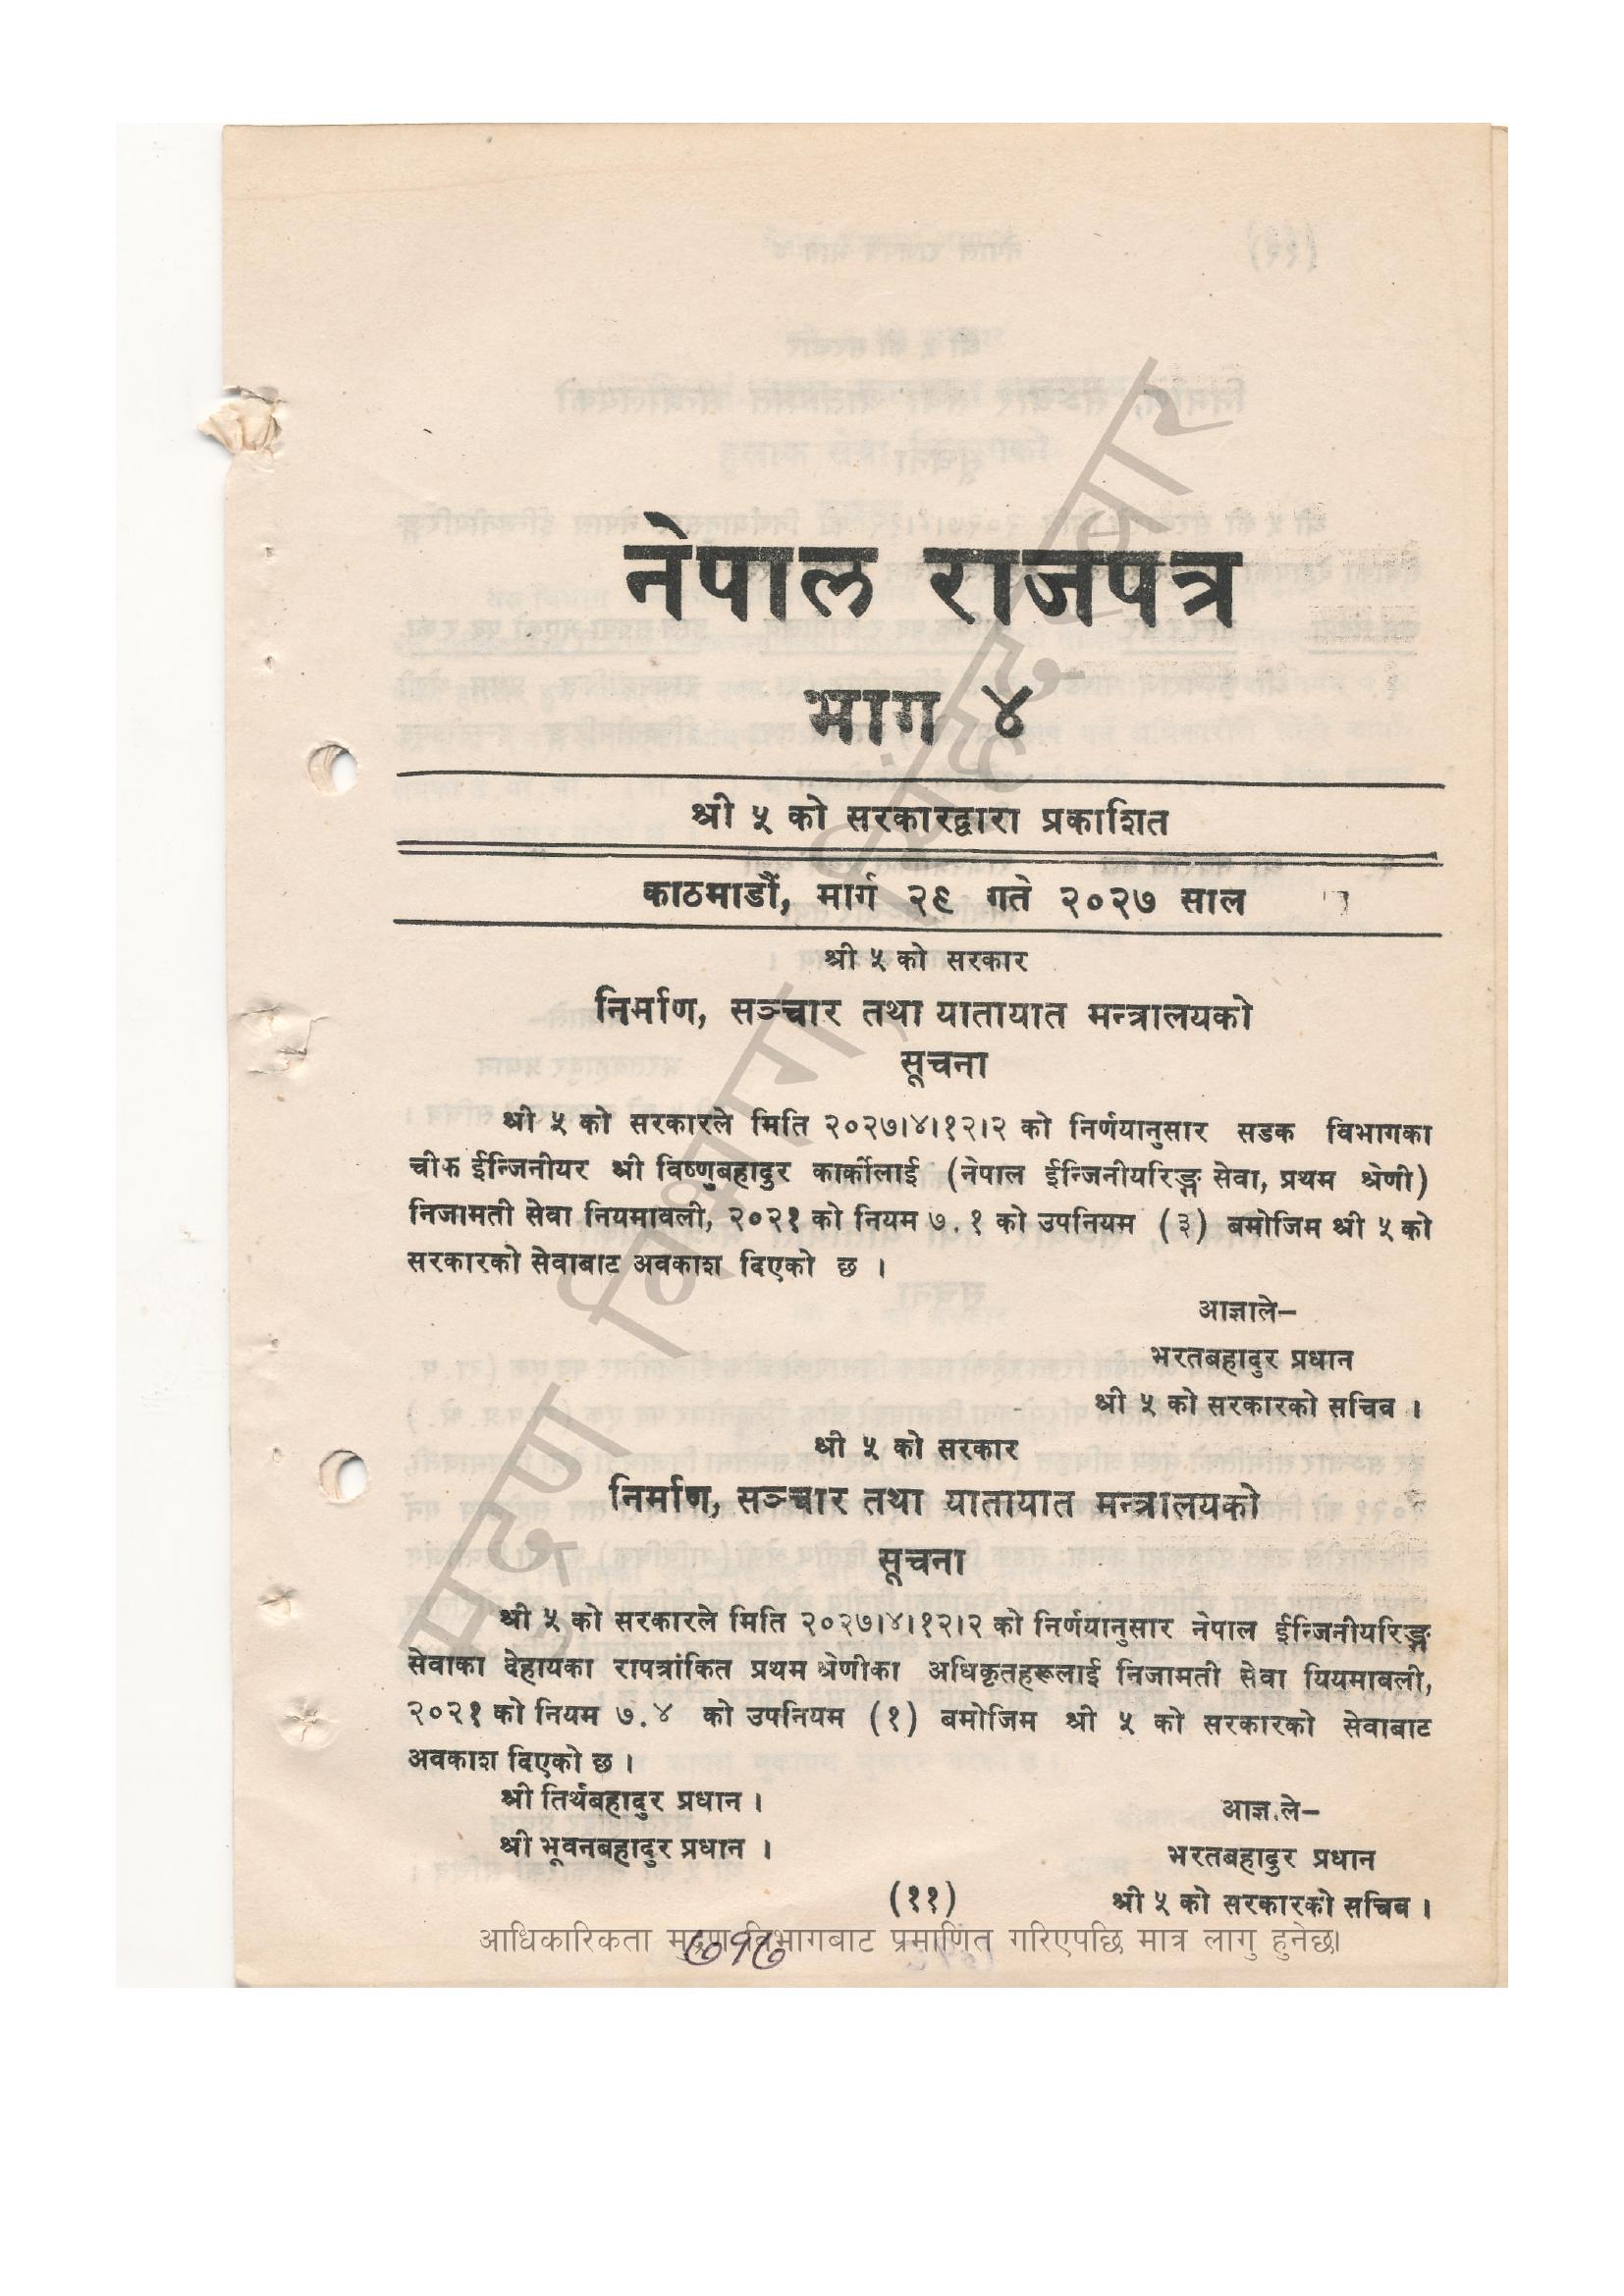 नेपाल राजपत्र
भाग ४
श्री ५ को सरकारद्वारा प्रकाशित
काठमाडौं, मार्ग २९ गते २०२७ साल
श्री ५ को सरकार
निर्माण, सञ्चार तथा यातायात मन्त्रालयको
सूचना
श्री ५ को सरकारले मिति २०२७।४।१२।२ को निर्णयानुसार सडक विभागका
चीफ ईन्जिनीयर श्री विष्णुबहादुर कार्कीलाई (नेपाल ईन्जिनीयरिङ्ग सेवा, प्रथम श्रेणी)
निजामती सेवा नियमावली, २०२१ को नियम ७.१ को उपनियम (३) बमोजिम श्री ५ को
सरकारको सेवाबाट अवकाश दिएको छ ।
आज्ञाले–
भरतबहादुर प्रधान
श्री ५ को सरकारको सचिव ।
श्री ५ को सरकार
निर्माण, सञ्चार तथा यातायात मन्त्रालयको
सूचना
श्री ५ को सरकारले मिति २०२७।४।१२।२ को निर्णयानुसार नेपाल ईन्जिनीयरिङ्ग
सेवाका देहायका रापत्रांकित प्रथम श्रेणीका अधिकृतहरूलाई निजामती सेवा यियमावली,
२०२१ को नियम ७.४ को उपनियम (१) बमोजिम श्री ५ को सरकारको सेवाबाट
अवकाश दिएको छ ।
श्री तिर्थबहादुर प्रधान ।
श्री भूवनबहादुर प्रधान ।
आज्ञाले–
भरतबहादुर प्रधान
श्री ५ को सरकारको सचिव ।
(११)
आधिकारिकता मुद्रण विभागबाट प्रमाणित गरिएपछि मात्र लागु हुनेछ।
७१७
मुद्रण विभाग, सिंहदरबार